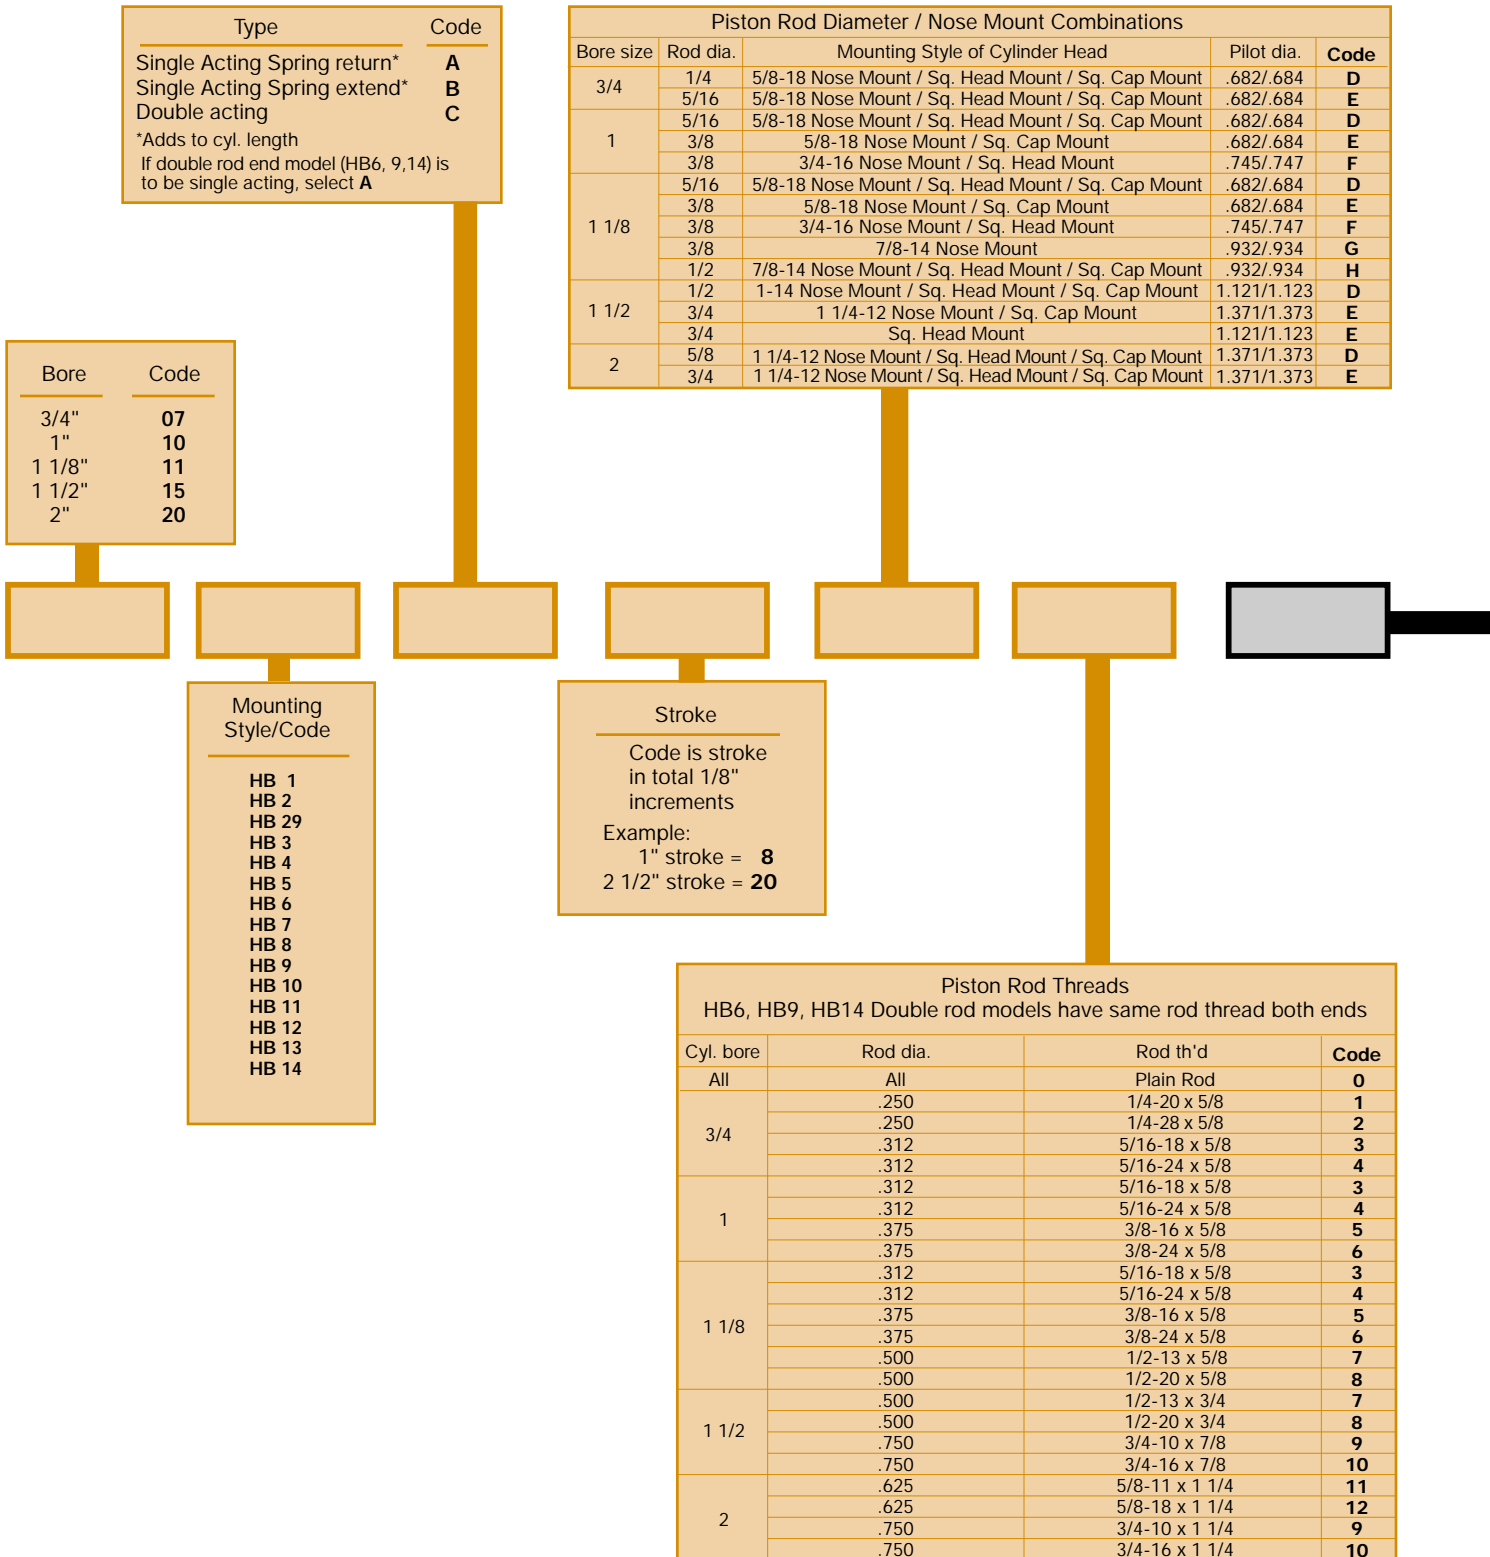 Type Code
Single Acting Spring return* A
Single Acting Spring extend* B
Double acting C
*Adds to cyl. length
If double rod end model (HB6, 9,14) is
to be single acting, select A
Piston Rod Diameter / Nose Mount Combinations
Bore size Rod dia. Mounting Style of Cylinder Head Pilot dia. Code
3/4 1/4 5/8-18 Nose Mount / Sq. Head Mount / Sq. Cap Mount .682/.684 D
5/16 5/8-18 Nose Mount / Sq. Head Mount / Sq. Cap Mount .682/.684 E
1 5/16 5/8-18 Nose Mount / Sq. Head Mount / Sq. Cap Mount .682/.684 D
3/8 5/8-18 Nose Mount / Sq. Cap Mount .682/.684 E
3/8 3/4-16 Nose Mount / Sq. Head Mount .745/.747 F
1 1/8 5/16 5/8-18 Nose Mount / Sq. Head Mount / Sq. Cap Mount .682/.684 D
3/8 5/8-18 Nose Mount / Sq. Cap Mount .682/.684 E
3/8 3/4-16 Nose Mount / Sq. Head Mount .745/.747 F
3/8 7/8-14 Nose Mount .932/.934 G
1/2 7/8-14 Nose Mount / Sq. Head Mount / Sq. Cap Mount .932/.934 H
1 1/2 1/2 1-14 Nose Mount / Sq. Head Mount / Sq. Cap Mount 1.121/1.123 D
3/4 1 1/4-12 Nose Mount / Sq. Cap Mount 1.371/1.373 E
3/4 Sq. Head Mount 1.121/1.123 E
2 5/8 1 1/4-12 Nose Mount / Sq. Head Mount / Sq. Cap Mount 1.371/1.373 D
3/4 1 1/4-12 Nose Mount / Sq. Head Mount / Sq. Cap Mount 1.371/1.373 E
Bore Code
3/4" 07
1" 10
1 1/8" 11
1 1/2" 15
2" 20
Mounting
Style/Code
HB 1
HB 2
HB 29
HB 3
HB 4
HB 5
HB 6
HB 7
HB 8
HB 9
HB 10
HB 11
HB 12
HB 13
HB 14
Stroke
Code is stroke
in total 1/8"
increments
Example:
1" stroke = 8
2 1/2" stroke = 20
Piston Rod Threads
HB6, HB9, HB14 Double rod models have same rod thread both ends
Cyl. bore Rod dia. Rod th'd Code
All All Plain Rod 0
3/4 .250 1/4-20 x 5/8 1
.250 1/4-28 x 5/8 2
.312 5/16-18 x 5/8 3
.312 5/16-24 x 5/8 4
1 .312 5/16-18 x 5/8 3
.312 5/16-24 x 5/8 4
.375 3/8-16 x 5/8 5
.375 3/8-24 x 5/8 6
1 1/8 .312 5/16-18 x 5/8 3
.312 5/16-24 x 5/8 4
.375 3/8-16 x 5/8 5
.375 3/8-24 x 5/8 6
.500 1/2-13 x 5/8 7
.500 1/2-20 x 5/8 8
1 1/2 .500 1/2-13 x 3/4 7
.500 1/2-20 x 3/4 8
.750 3/4-10 x 7/8 9
.750 3/4-16 x 7/8 10
2 .625 5/8-11 x 1 1/4 11
.625 5/8-18 x 1 1/4 12
.750 3/4-10 x 1 1/4 9
.750 3/4-16 x 1 1/4 10